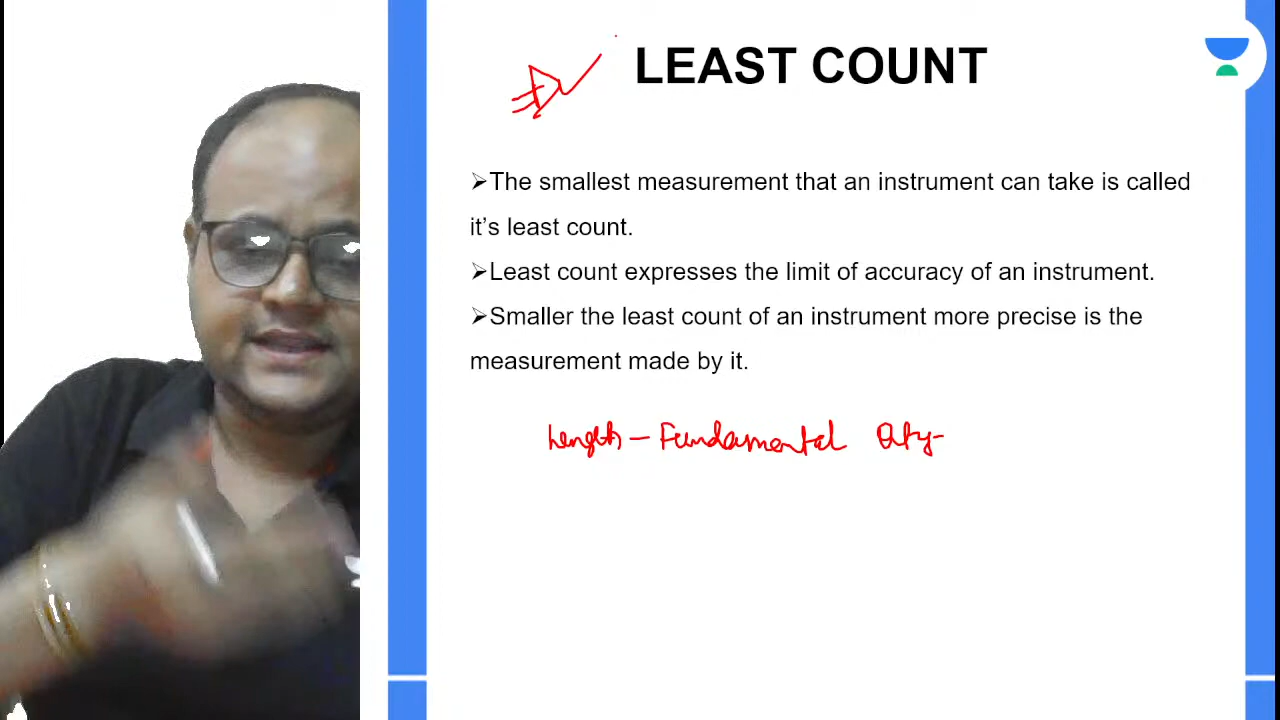 LEAST COUNT
➢The smallest measurement that an instrument can take is called
it’s least count.
➢Least count expresses the limit of accuracy of an instrument.
➢Smaller the least count of an instrument more precise is the
measurement made by it.
Length – Fundamental Qty-